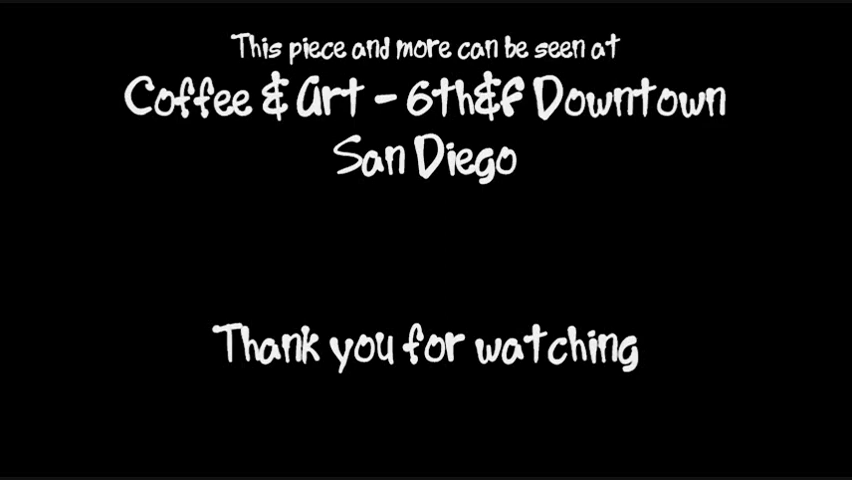 This piece and more can be seen at
Coffee & Art - 6th&F Downtown
San Diego
Thank you for watching